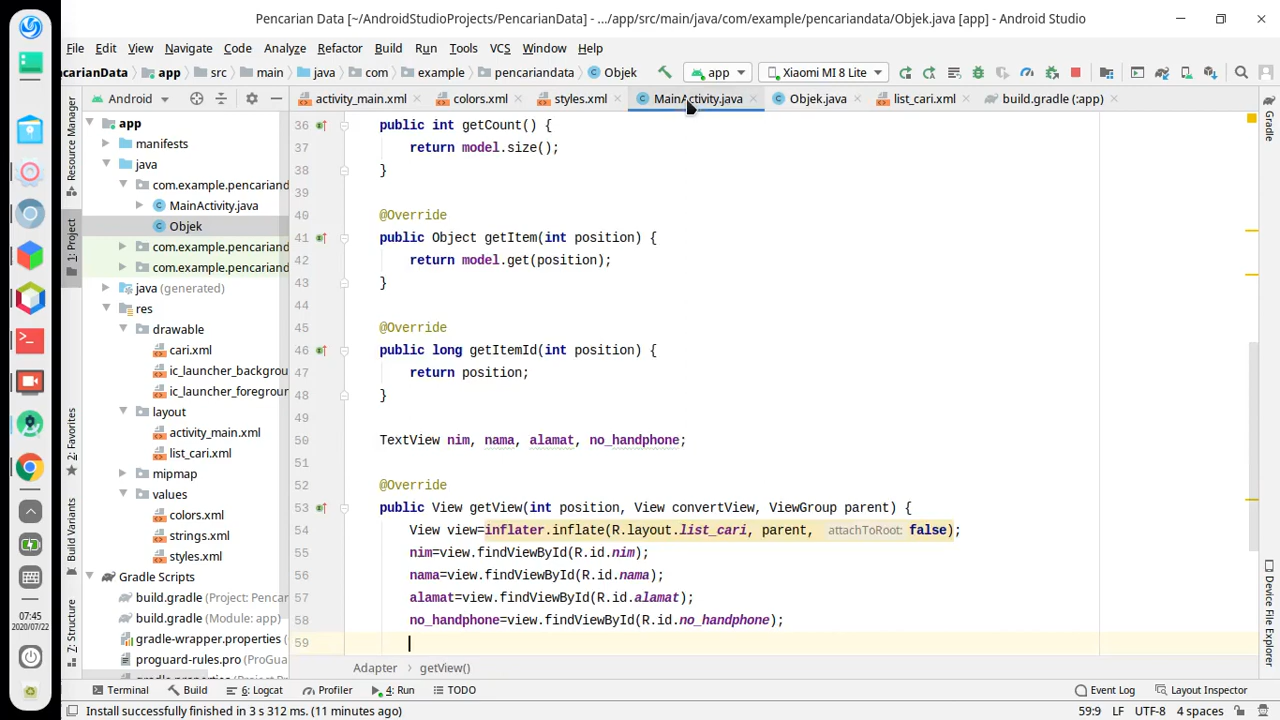 Pencarian Data [~/AndroidStudioProjects/PencarianData] - .../app/src/main/java/com/example/pencariandata/Objek.java [app] - Android Studio
File Edit View Navigate Code Analyze Refactor Build Run Tools VCS Window Help
ncarianData app src main java com example pencariandata Objek app Xiaomi MI 8 Lite
Android activity_main.xml colors.xml styles.xml MainActivity.java Objek.java list_cari.xml build.gradle (:app)
Resource Manager
1: Project
2: Favorites
Build Variants
7: Structure
app
manifests
java
com.example.pencariand
MainActivity.java
Objek
com.example.pencariand
com.example.pencariand
java (generated)
res
drawable
cari.xml
ic_launcher_backgrou
ic_launcher_foregroun
layout
activity_main.xml
list_cari.xml
mipmap
values
colors.xml
strings.xml
styles.xml
Gradle Scripts
build.gradle (Project: Pencar
build.gradle (Module: app)
gradle-wrapper.properties (
proguard-rules.pro (ProGua
36 public int getCount() {
37 return model.size();
38 }
39
40 @Override
41 public Object getItem(int position) {
42 return model.get(position);
43 }
44
45 @Override
46 public long getItemId(int position) {
47 return position;
48 }
49
50 TextView nim, nama, alamat, no_handphone;
51
52 @Override
53 public View getView(int position, View convertView, ViewGroup parent) {
54 View view=inflater.inflate(R.layout.list_cari, parent, attachToRoot: false);
55 nim=view.findViewById(R.id.nim);
56 nama=view.findViewById(R.id.nama);
57 alamat=view.findViewById(R.id.alamat);
58 no_handphone=view.findViewById(R.id.no_handphone);
59
Adapter getView()
Gradle
Device File Explorer
07:45
2020/07/22
Terminal Build 6: Logcat Profiler 4: Run TODO Event Log Layout Inspector
Install successfully finished in 3 s 312 ms. (11 minutes ago) 59:9 LF UTF-8 4 spaces